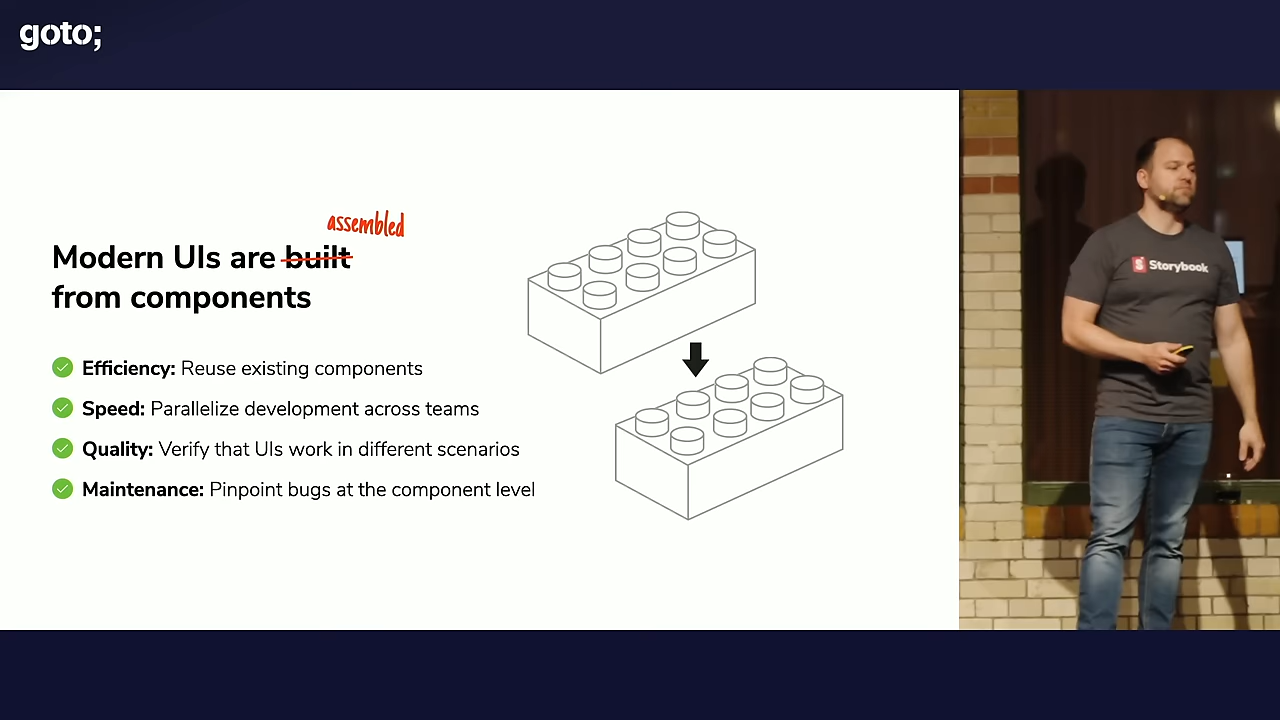 goto;
assembled
Modern UIs are built
from components
Efficiency: Reuse existing components
Speed: Parallelize development across teams
Quality: Verify that UIs work in different scenarios
Maintenance: Pinpoint bugs at the component level
S Storybook